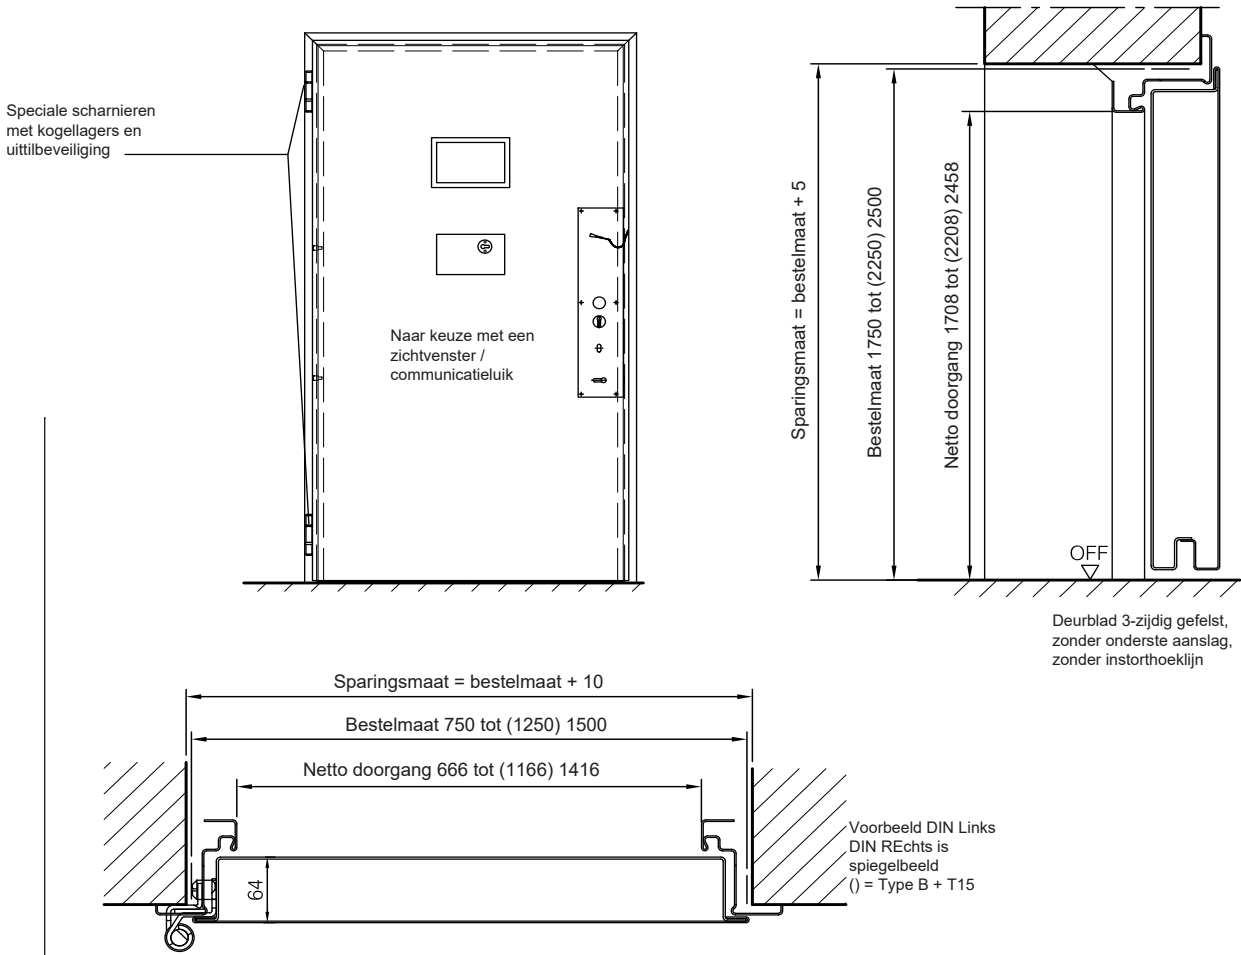 Speciale scharnieren
met kogellagers en
uittilbeveiliging
Naar keuze met een
zichtvenster /
communicatieluik
Sparingsmaat = bestelmaat + 5
Bestelmaat 1750 tot (2250) 2500
Netto doorgang 1708 tot (2208) 2458
OFF
Deurblad 3-zijdig gefelst,
zonder onderste aanslag,
zonder instorthoeklijn
Sparingsmaat = bestelmaat + 10
Bestelmaat 750 tot (1250) 1500
Netto doorgang 666 tot (1166) 1416
64
Voorbeeld DIN Links
DIN REchts is
spiegelbeeld
() = Type B + T15